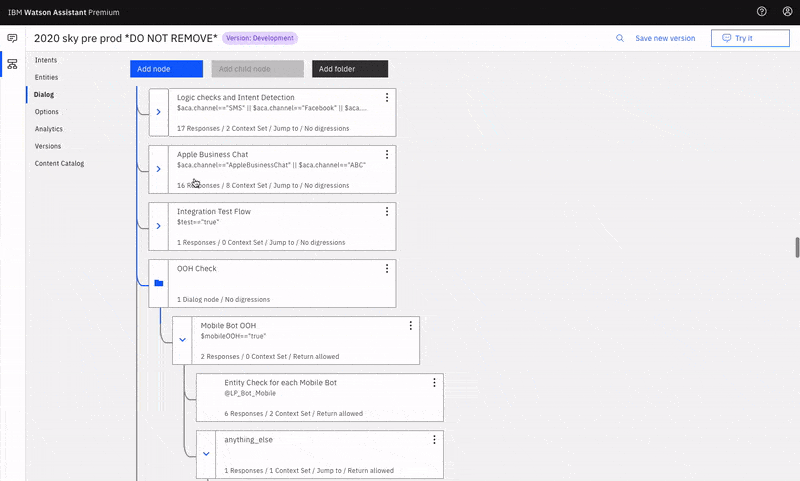 IBM Watson Assistant Premium
2020 sky pre prod *DO NOT REMOVE*
Version: Development
Save new version
Try it
Intents
Entities
Dialog
Options
Analytics
Versions
Content Catalog
Add node
Add child node
Add folder
Logic checks and Intent Detection
$aca.channel=="SMS" || $aca.channel=="Facebook" || $aca....
17 Responses / 2 Context Set / Jump to / No digressions
Apple Business Chat
$aca.channel=="AppleBusinessChat" || $aca.channel=="ABC"
16 Responses / 8 Context Set / Jump to / No digressions
Integration Test Flow
$test=="true"
1 Responses / 0 Context Set / Jump to / No digressions
OOH Check
1 Dialog node / No digressions
Mobile Bot OOH
$mobileOOH=="true"
2 Responses / 0 Context Set / Return allowed
Entity Check for each Mobile Bot
@LP_Bot_Mobile
6 Responses / 2 Context Set / Return allowed
anything_else
1 Responses / 1 Context Set / Jump to / Return allowed